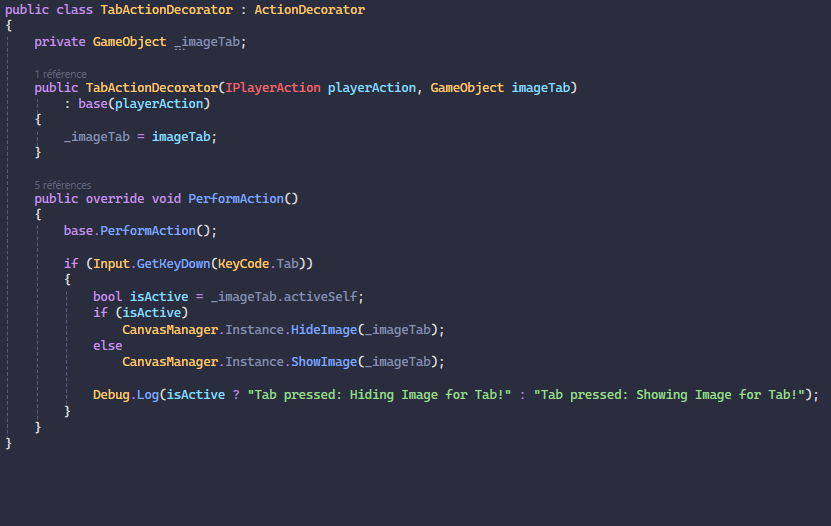 public class TabActionDecorator : ActionDecorator
{
    private GameObject _imageTab;
    1 référence
    public TabActionDecorator(IPlayerAction playerAction, GameObject imageTab)
        : base(playerAction)
    {
        _imageTab = imageTab;
    }
    5 références
    public override void PerformAction()
    {
        base.PerformAction();
        if (Input.GetKeyDown(KeyCode.Tab))
        {
            bool isActive = _imageTab.activeSelf;
            if (isActive)
                CanvasManager.Instance.HideImage(_imageTab);
            else
                CanvasManager.Instance.ShowImage(_imageTab);
            Debug.Log(isActive ? "Tab pressed: Hiding Image for Tab!" : "Tab pressed: Showing Image for Tab!");
        }
    }
}